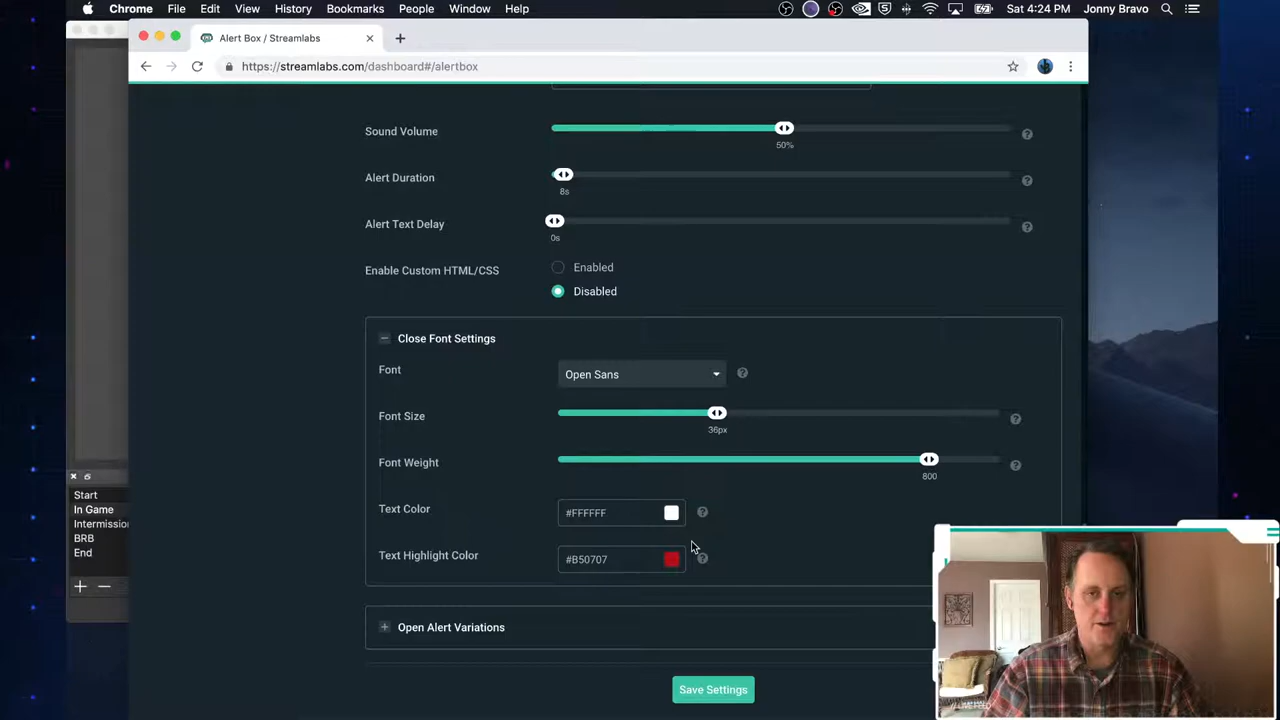 Chrome File Edit View History Bookmarks People Window Help Sat 4:24 PM Jonny Bravo
Alert Box / Streamlabs
https://streamlabs.com/dashboard#/alertbox
Sound Volume
50%
Alert Duration
8s
Alert Text Delay
0s
Enable Custom HTML/CSS
Enabled
Disabled
Close Font Settings
Font
Open Sans
Font Size
36px
Font Weight
800
Text Color
#FFFFFF
Text Highlight Color
#B50707
Open Alert Variations
Save Settings
Start
In Game
Intermissio
BRB
End